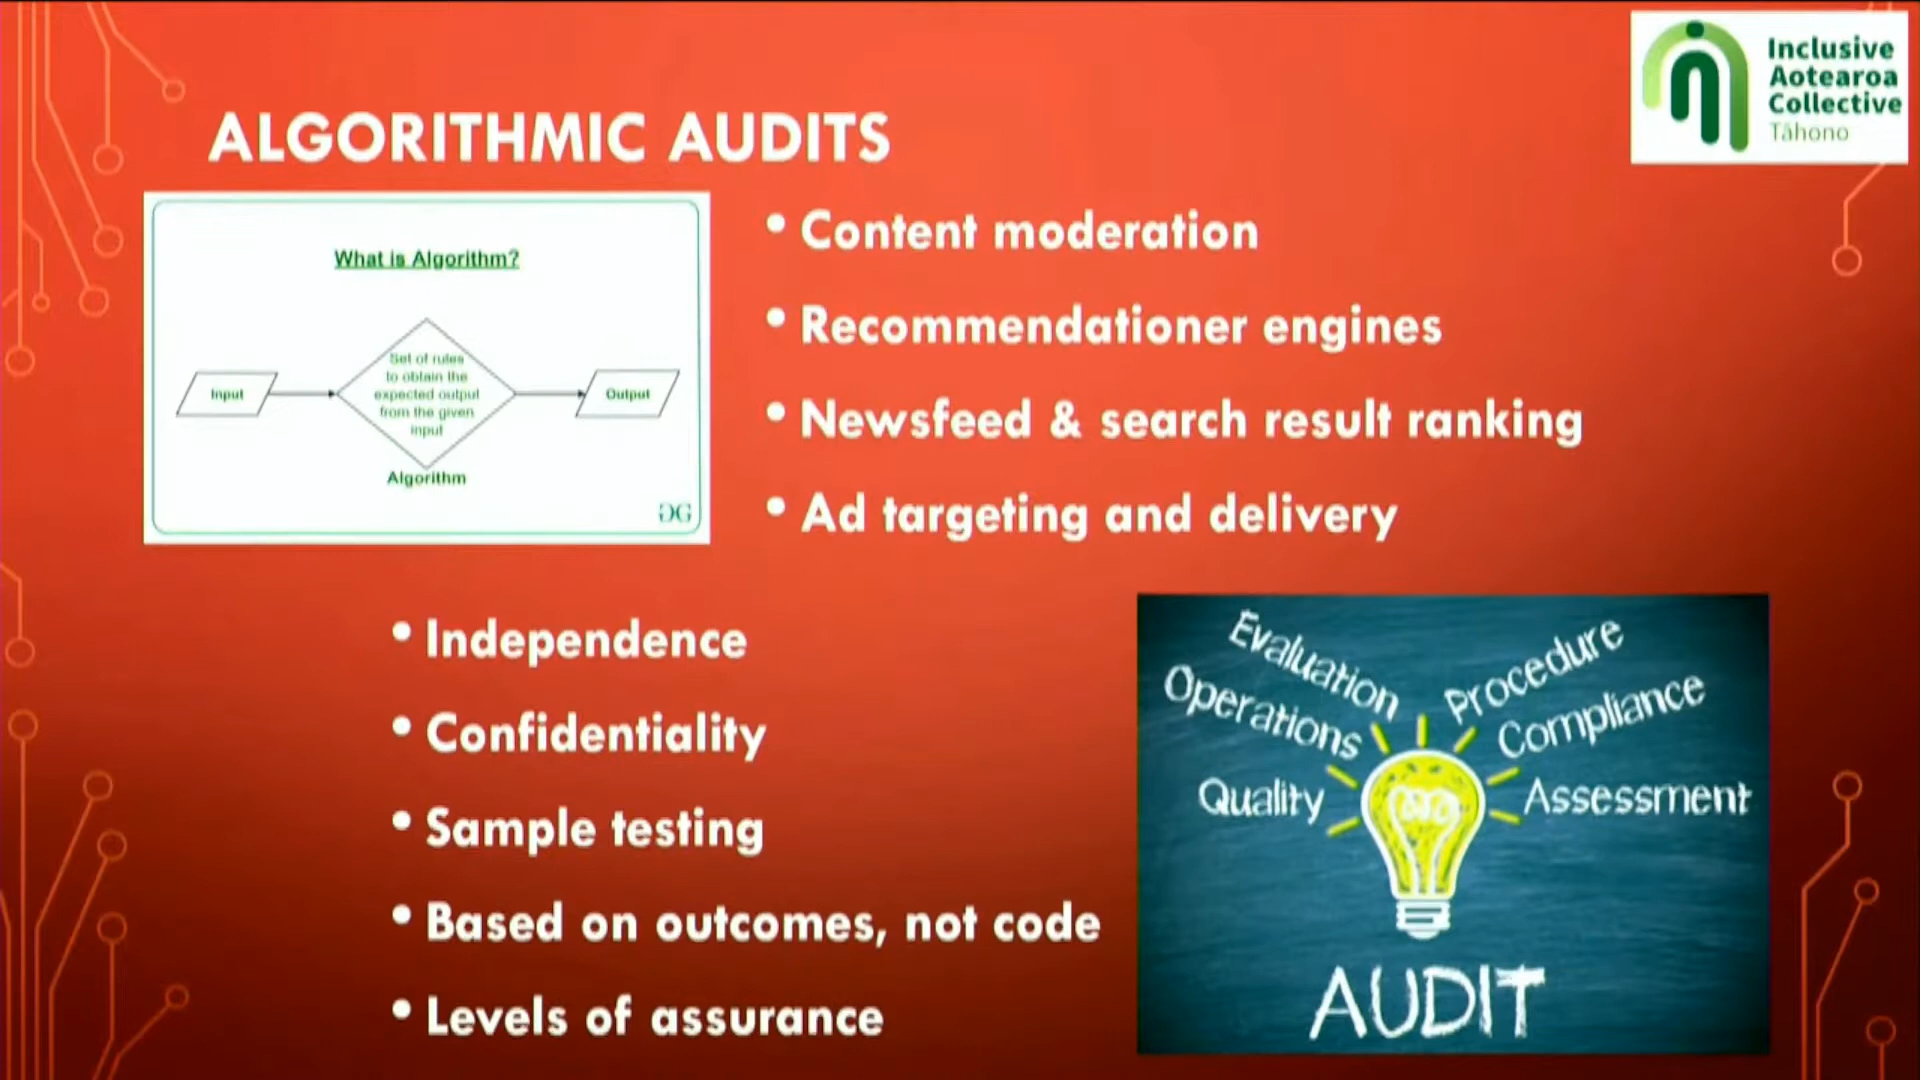 Inclusive
Aotearoa
Collective
Tāhono
ALGORITHMIC AUDITS
What is Algorithm?
Input
Set of rules
to obtain the
expected output
from the given
input
Output
Algorithm
• Content moderation
• Recommendationer engines
• Newsfeed & search result ranking
• Ad targeting and delivery
• Independence
• Confidentiality
• Sample testing
• Based on outcomes, not code
• Levels of assurance
Evaluation
Operations
Quality
Procedure
Compliance
Assessment
AUDIT